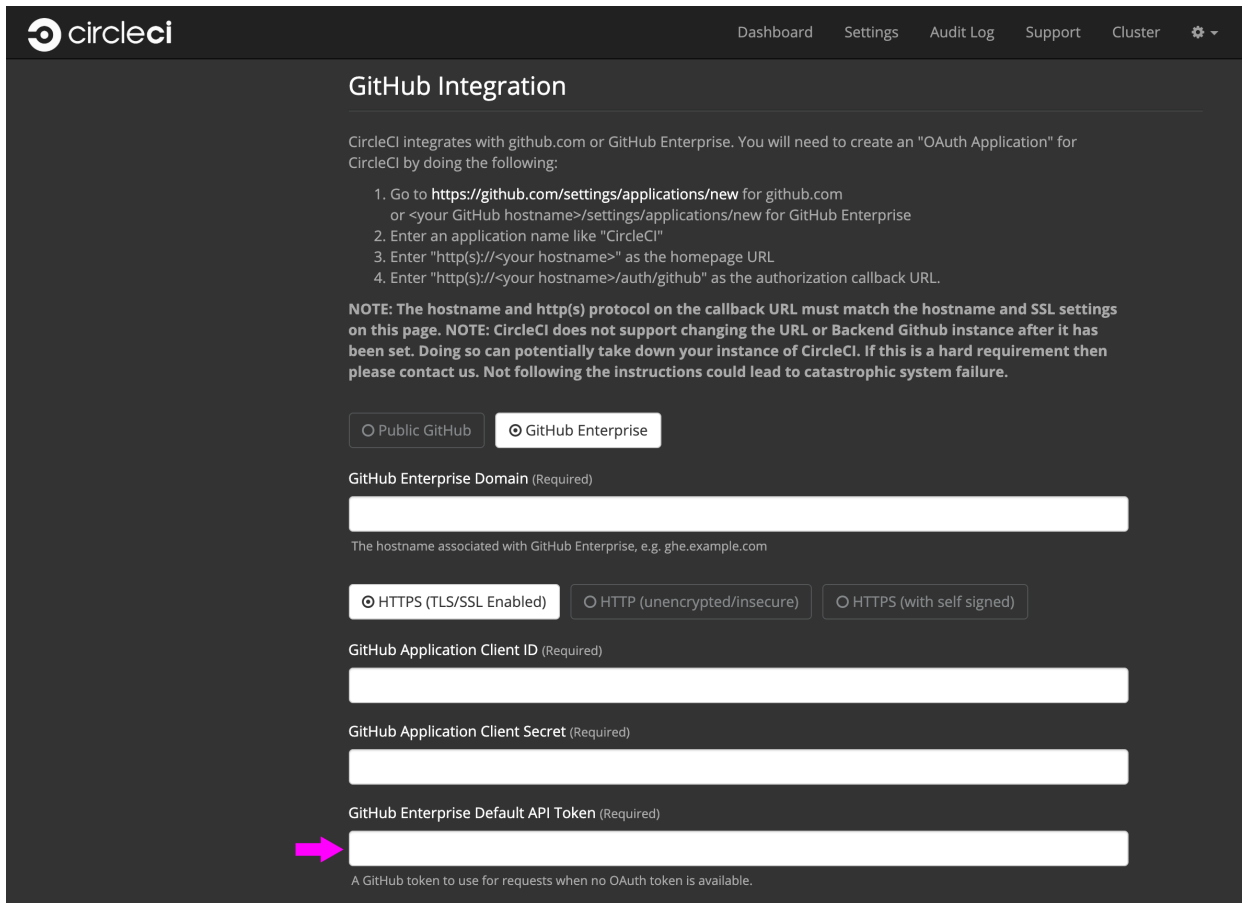 circleci
Dashboard Settings Audit Log Support Cluster
GitHub Integration
CircleCI integrates with github.com or GitHub Enterprise. You will need to create an "OAuth Application" for
CircleCI by doing the following:
1. Go to https://github.com/settings/applications/new for github.com
or <your GitHub hostname>/settings/applications/new for GitHub Enterprise
2. Enter an application name like "CircleCI"
3. Enter "http(s)://<your hostname>" as the homepage URL
4. Enter "http(s)://<your hostname>/auth/github" as the authorization callback URL.
NOTE: The hostname and http(s) protocol on the callback URL must match the hostname and SSL settings
on this page. NOTE: CircleCI does not support changing the URL or Backend Github instance after it has
been set. Doing so can potentially take down your instance of CircleCI. If this is a hard requirement then
please contact us. Not following the instructions could lead to catastrophic system failure.
Public GitHub GitHub Enterprise
GitHub Enterprise Domain (Required)
The hostname associated with GitHub Enterprise, e.g. ghe.example.com
HTTPS (TLS/SSL Enabled) HTTP (unencrypted/insecure) HTTPS (with self signed)
GitHub Application Client ID (Required)
GitHub Application Client Secret (Required)
GitHub Enterprise Default API Token (Required)
A GitHub token to use for requests when no OAuth token is available.